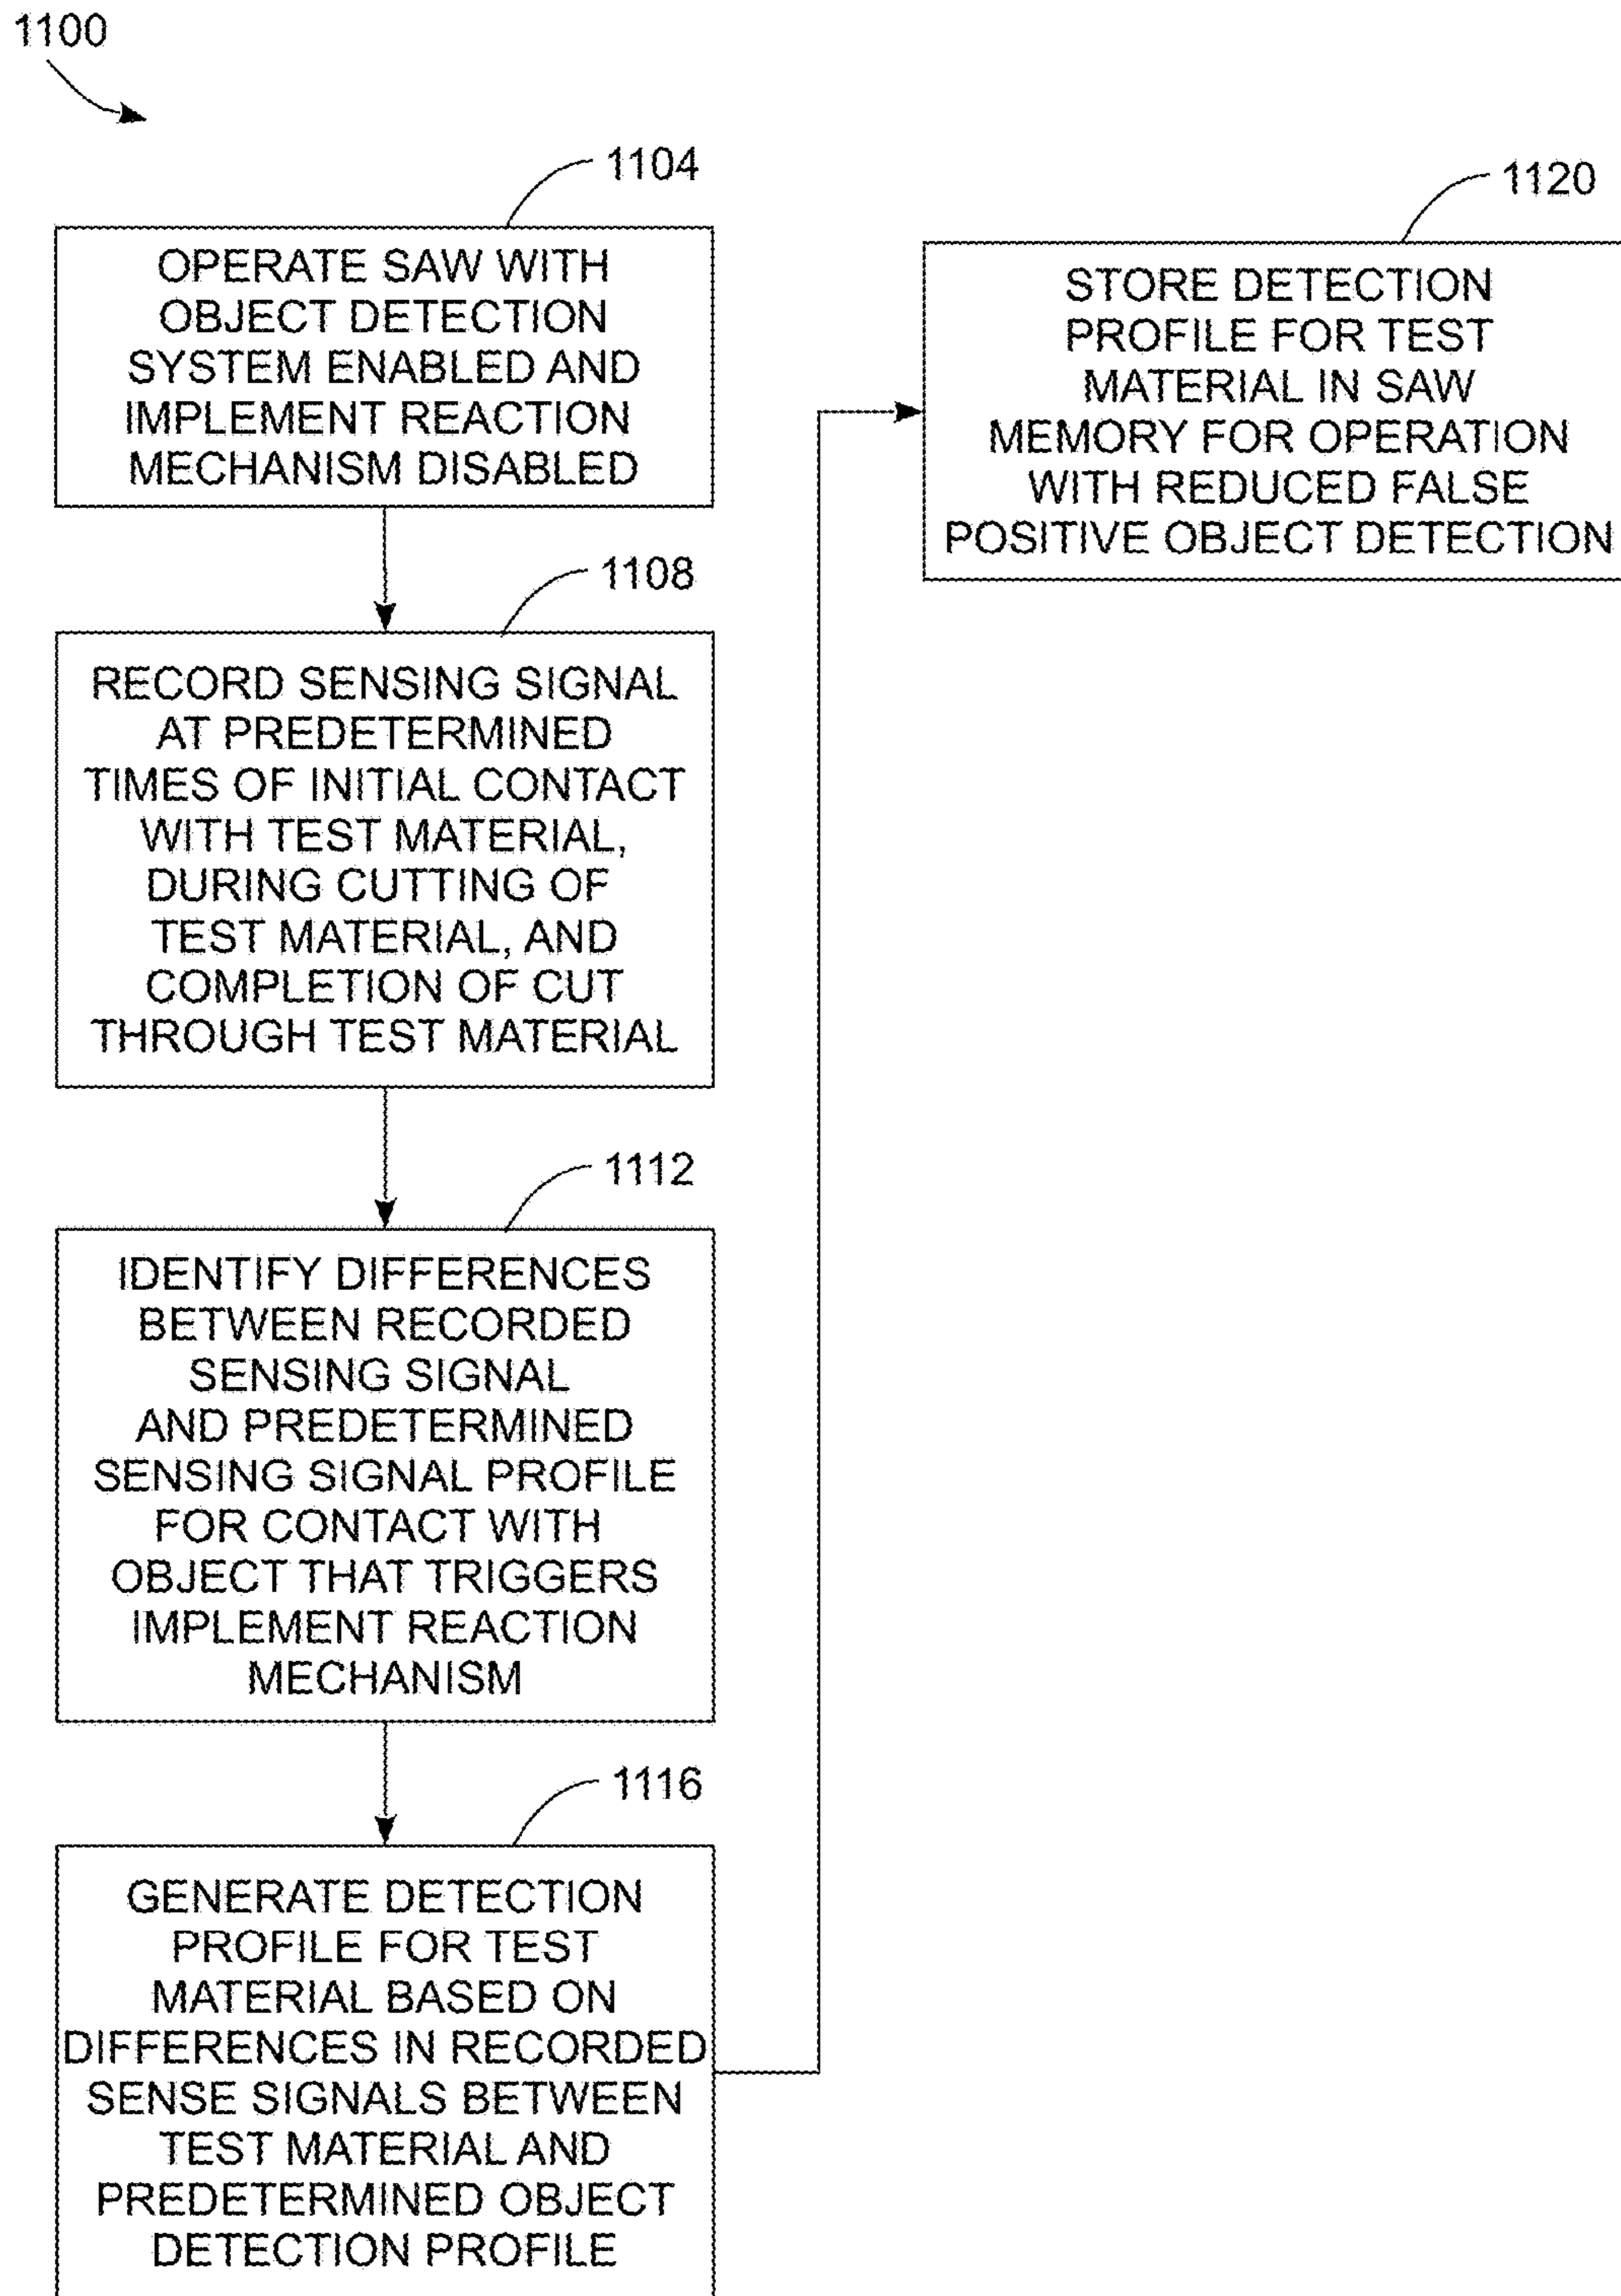 1100
1104
OPERATE SAW WITH
OBJECT DETECTION
SYSTEM ENABLED AND
IMPLEMENT REACTION
MECHANISM DISABLED
1108
RECORD SENSING SIGNAL
AT PREDETERMINED
TIMES OF INITIAL CONTACT
WITH TEST MATERIAL,
DURING CUTTING OF
TEST MATERIAL, AND
COMPLETION OF CUT
THROUGH TEST MATERIAL
1112
IDENTIFY DIFFERENCES
BETWEEN RECORDED
SENSING SIGNAL
AND PREDETERMINED
SENSING SIGNAL PROFILE
FOR CONTACT WITH
OBJECT THAT TRIGGERS
IMPLEMENT REACTION
MECHANISM
1116
GENERATE DETECTION
PROFILE FOR TEST
MATERIAL BASED ON
DIFFERENCES IN RECORDED
SENSE SIGNALS BETWEEN
TEST MATERIAL AND
PREDETERMINED OBJECT
DETECTION PROFILE
1120
STORE DETECTION
PROFILE FOR TEST
MATERIAL IN SAW
MEMORY FOR OPERATION
WITH REDUCED FALSE
POSITIVE OBJECT DETECTION